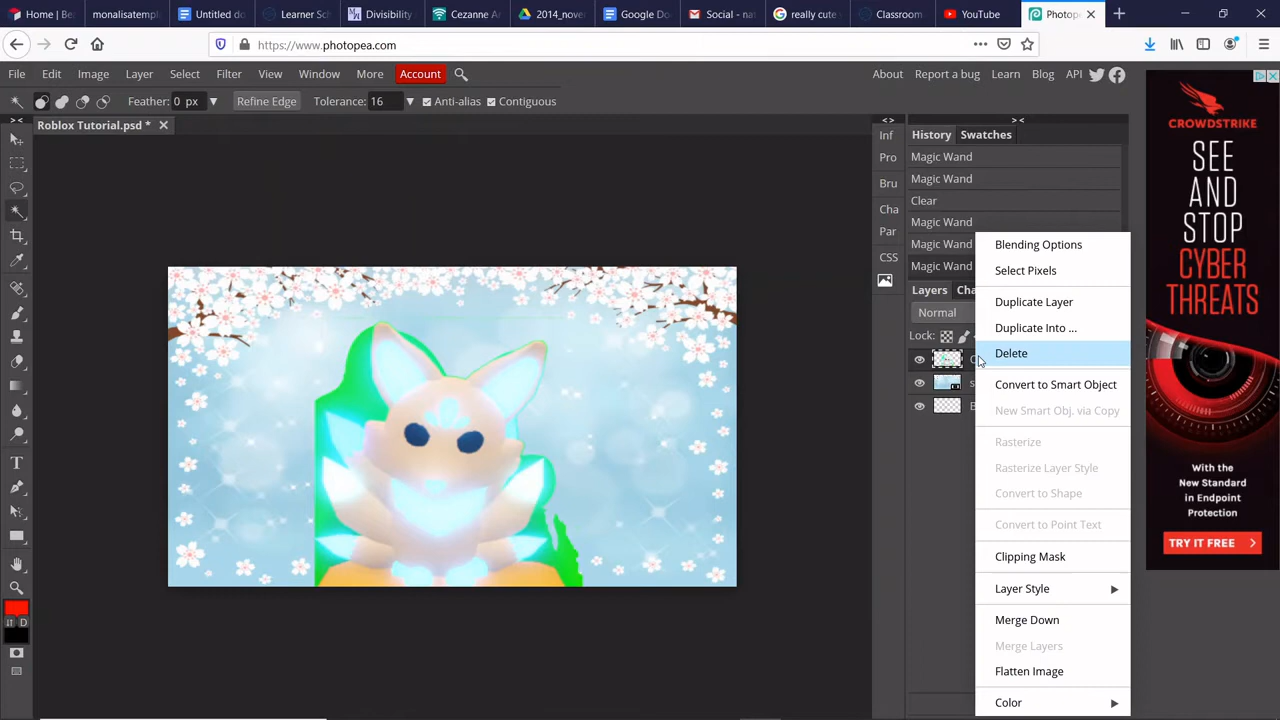 Home | Be
monalisatempl
Untitled do
Learner Sch
Divisibility
Cezanne Ar
2014_nover
Google Do
Social - nat
really cute
Classroom
YouTube
Photope
https://www.photopea.com
File Edit Image Layer Select Filter View Window More Account
About Report a bug Learn Blog API
Feather: 0 px Refine Edge Tolerance: 16 Anti-alias Contiguous
Roblox Tutorial.psd *
> <
< >
> <
Inf
Pro
Bru
Cha
Par
CSS
History Swatches
Magic Wand
Magic Wand
Clear
Magic Wand
Magic Wand
Magic Wand
Layers Cha
Normal
Lock:
s
B
D
Blending Options
Select Pixels
Duplicate Layer
Duplicate Into ...
Delete
Convert to Smart Object
New Smart Obj. via Copy
Rasterize
Rasterize Layer Style
Convert to Shape
Convert to Point Text
Clipping Mask
Layer Style
Merge Down
Merge Layers
Flatten Image
Color
CROWDSTRIKE
SEE
AND
STOP
CYBER
THREATS
With the
New Standard
in Endpoint
Protection
TRY IT FREE >